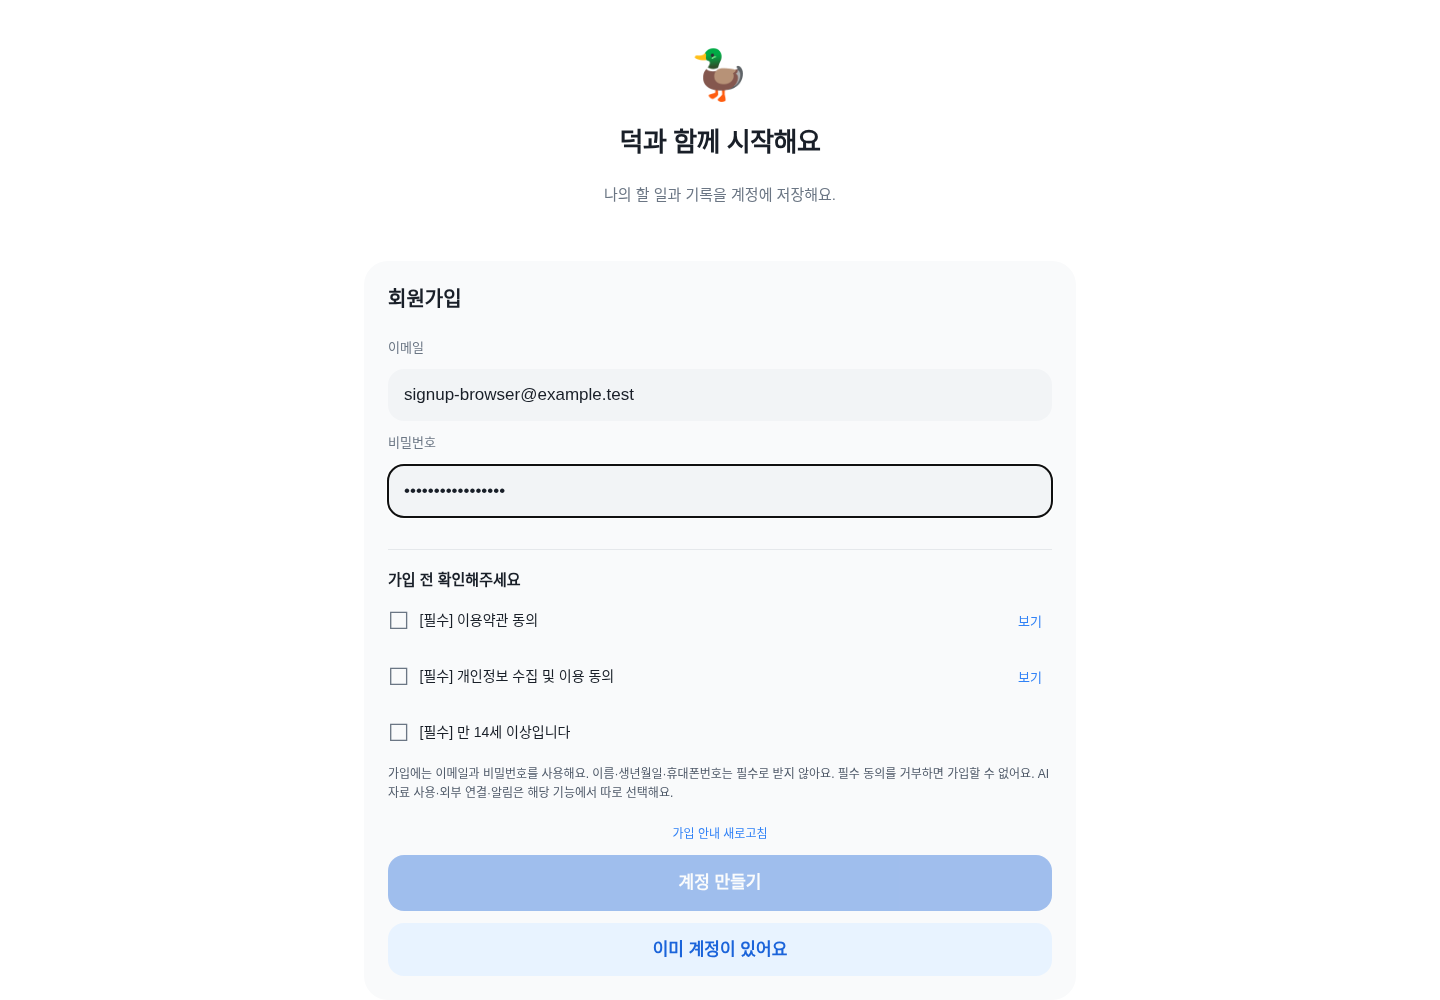 덕과 함께 시작해요
나의 할 일과 기록을 계정에 저장해요.
회원가입
이메일
signup-browser@example.test
비밀번호
•••••••••••••••••
가입 전 확인해주세요
[필수] 이용약관 동의
보기
[필수] 개인정보 수집 및 이용 동의
보기
[필수] 만 14세 이상입니다
가입에는 이메일과 비밀번호를 사용해요. 이름·생년월일·휴대폰번호는 필수로 받지 않아요. 필수 동의를 거부하면 가입할 수 없어요. AI
자료 사용·외부 연결·알림은 해당 기능에서 따로 선택해요.
가입 안내 새로고침
계정 만들기
이미 계정이 있어요